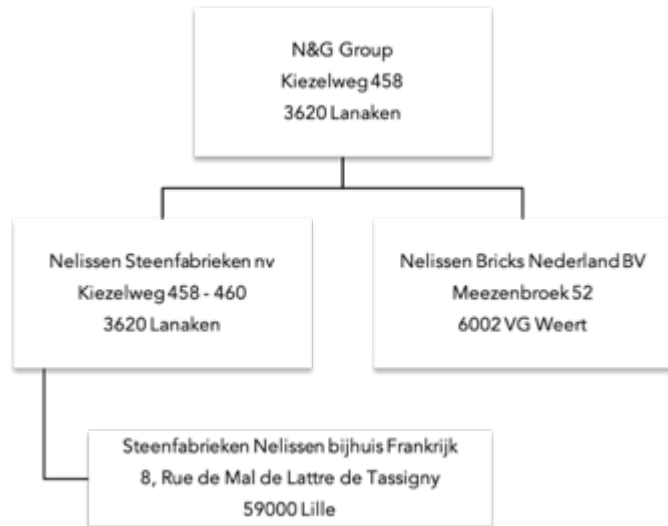 N&G Group
Kiezelweg 458
3620 Lanaken
Nelissen Steenfabrieken nv
Kiezelweg 458 - 460
3620 Lanaken
Nelissen Bricks Nederland BV
Meezenbroek 52
6002 VG Weert
Steenfabrieken Nelissen bijhuis Frankrijk
8, Rue de Mal de Lattre de Tassigny
59000 Lille